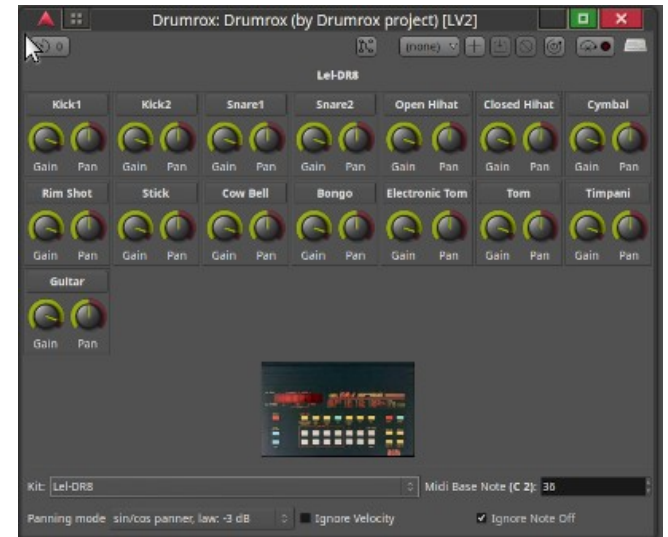 Drumrox: Drumrox (by Drumrox project) [LV2]
0 (none)
Lel-DR8
Kick1 Kick2 Snare1 Snare2 Open Hihat Closed Hihat Cymbal
Gain Pan Gain Pan Gain Pan Gain Pan Gain Pan Gain Pan Gain Pan
Rim Shot Stick Cow Bell Bongo Electronic Tom Tom Timpani
Gain Pan Gain Pan Gain Pan Gain Pan Gain Pan Gain Pan Gain Pan
Guitar
Gain Pan
Kit: Lel-DR8 Midi Base Note (C 2): 36
Panning mode sin/cos panner, law: -3 dB Ignore Velocity Ignore Note Off